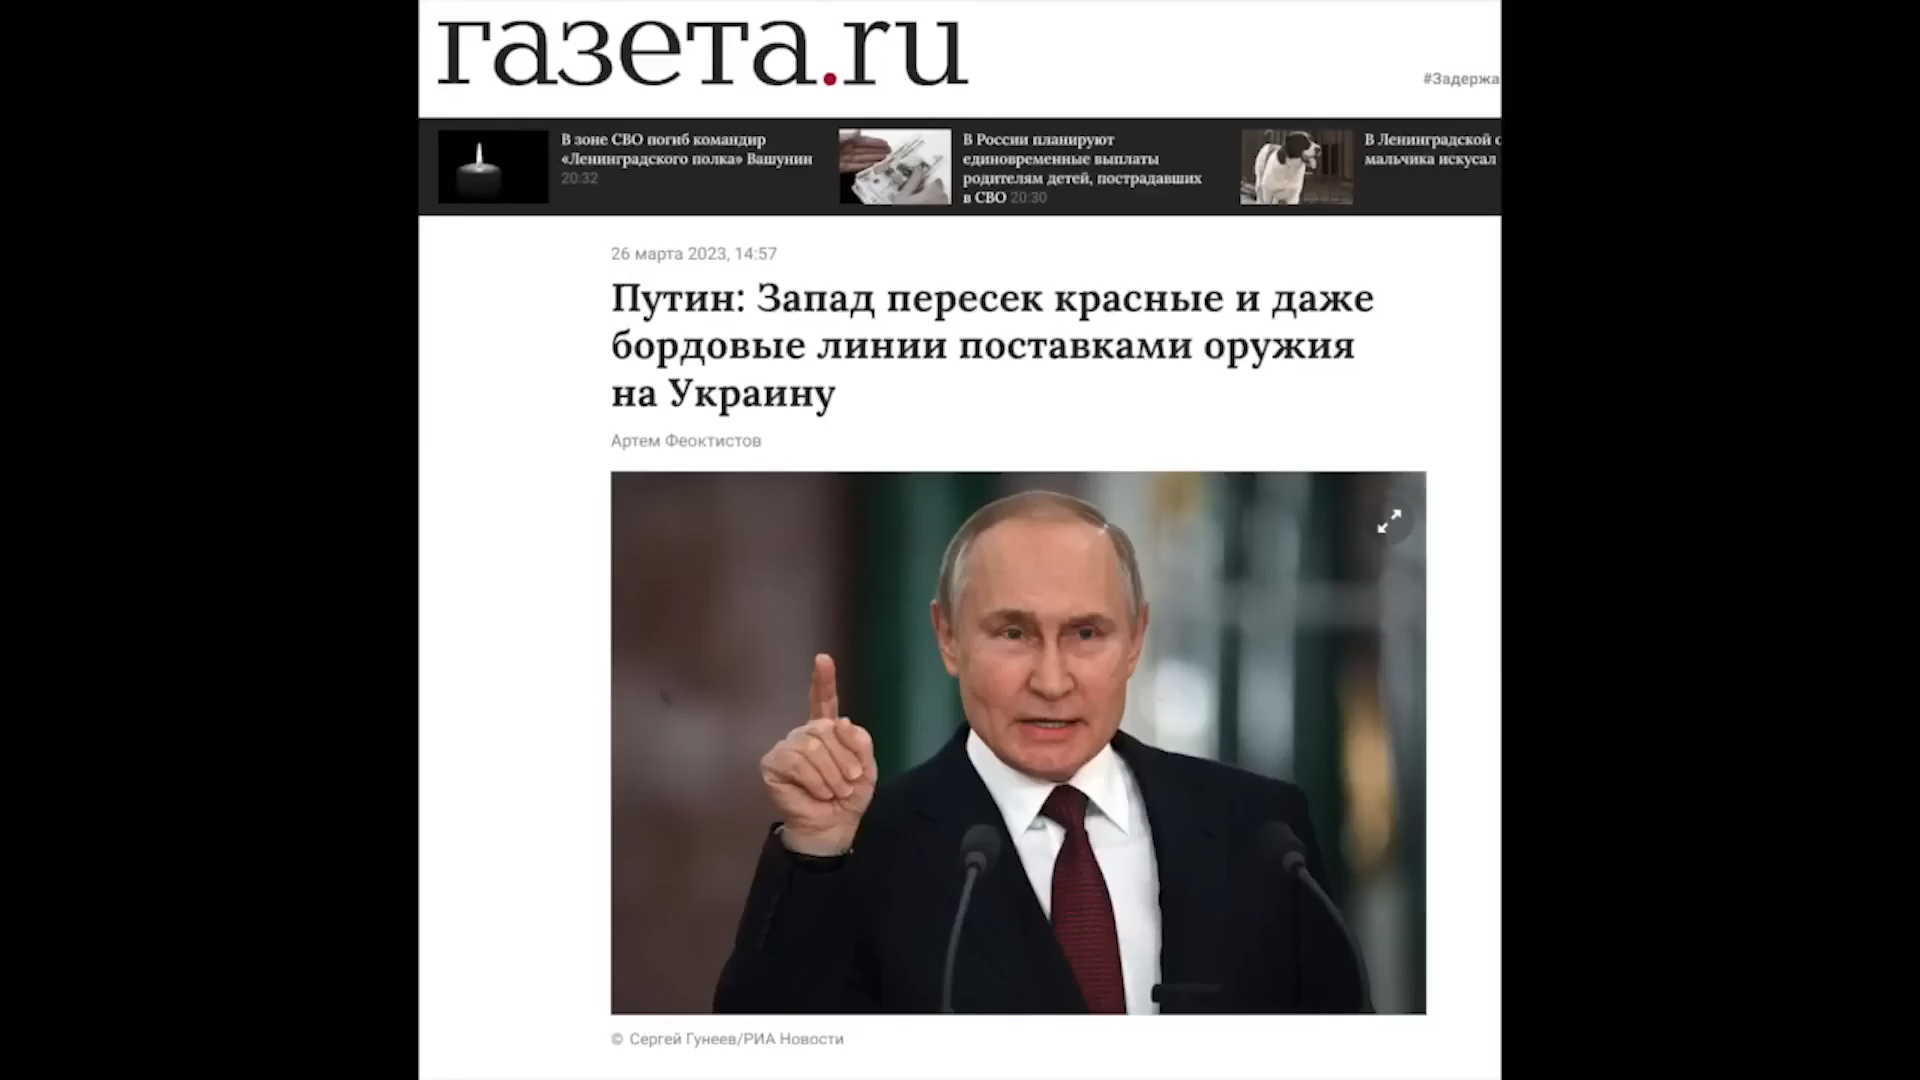 газета.ru
#Задержа
В зоне СВО погиб командир
«Ленинградского полка» Вашунин
20:32
В России планируют
единовременные выплаты
родителям детей, пострадавших
в СВО 20:30
В Ленинградской о
мальчика искусал
26 марта 2023, 14:57
Путин: Запад пересек красные и даже
бордовые линии поставками оружия
на Украину
Артем Феоктистов
© Сергей Гунеев/РИА Новости